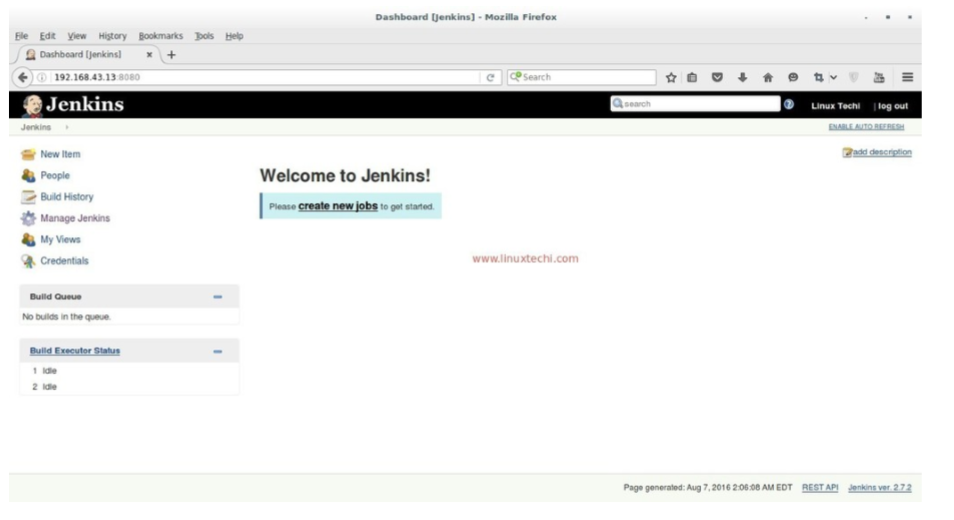 Dashboard [Jenkins] - Mozilla Firefox
File Edit View History Bookmarks Tools Help
Dashboard [Jenkins] × +
192.168.43.13:8080 Search
Jenkins search Linux Techi | log out
Jenkins ENABLE AUTO REFRESH
New Item
add description
People
Welcome to Jenkins!
Build History
Please create new jobs to get started.
Manage Jenkins
My Views
Credentials
www.linuxtechi.com
Build Queue
No builds in the queue.
Build Executor Status
1 Idle
2 Idle
Page generated: Aug 7, 2016 2:06:08 AM EDT REST API Jenkins ver. 2.7.2